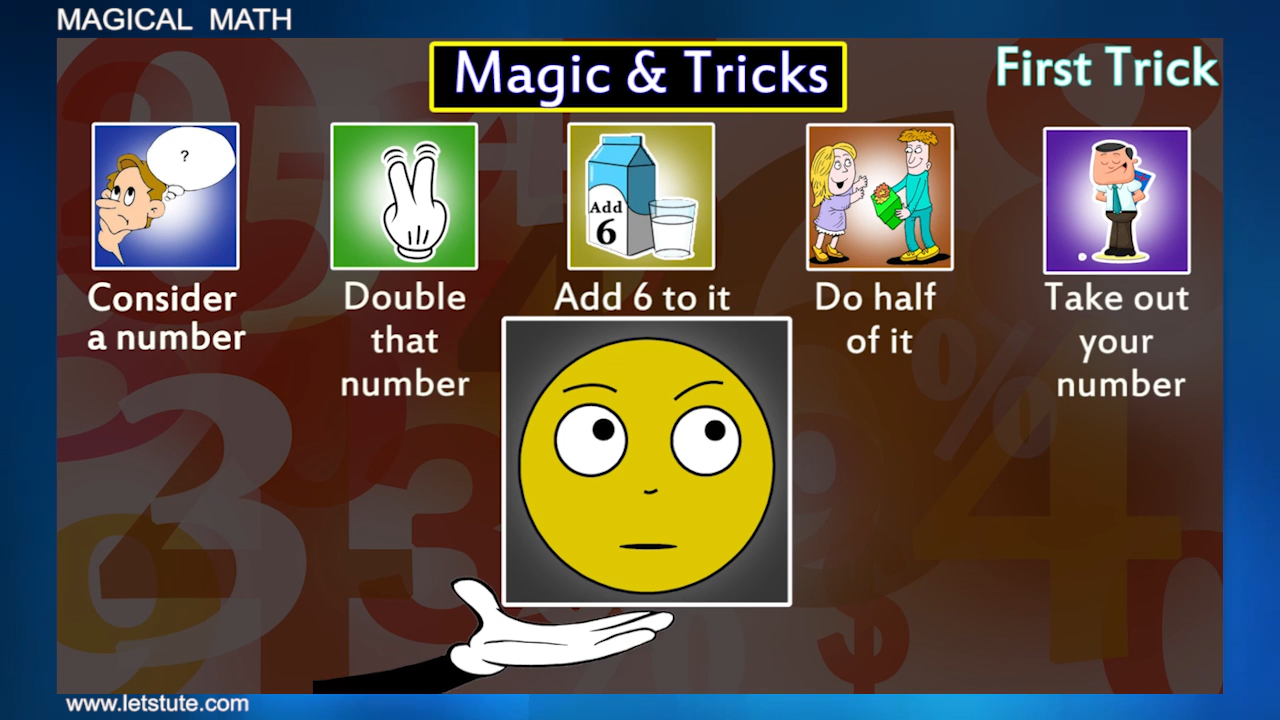 MAGICAL MATH
Magic & Tricks
First Trick
?
Add
6
Consider
a number
Double
that
number
Add 6 to it
Do half
of it
Take out
your
number
www.letstute.com